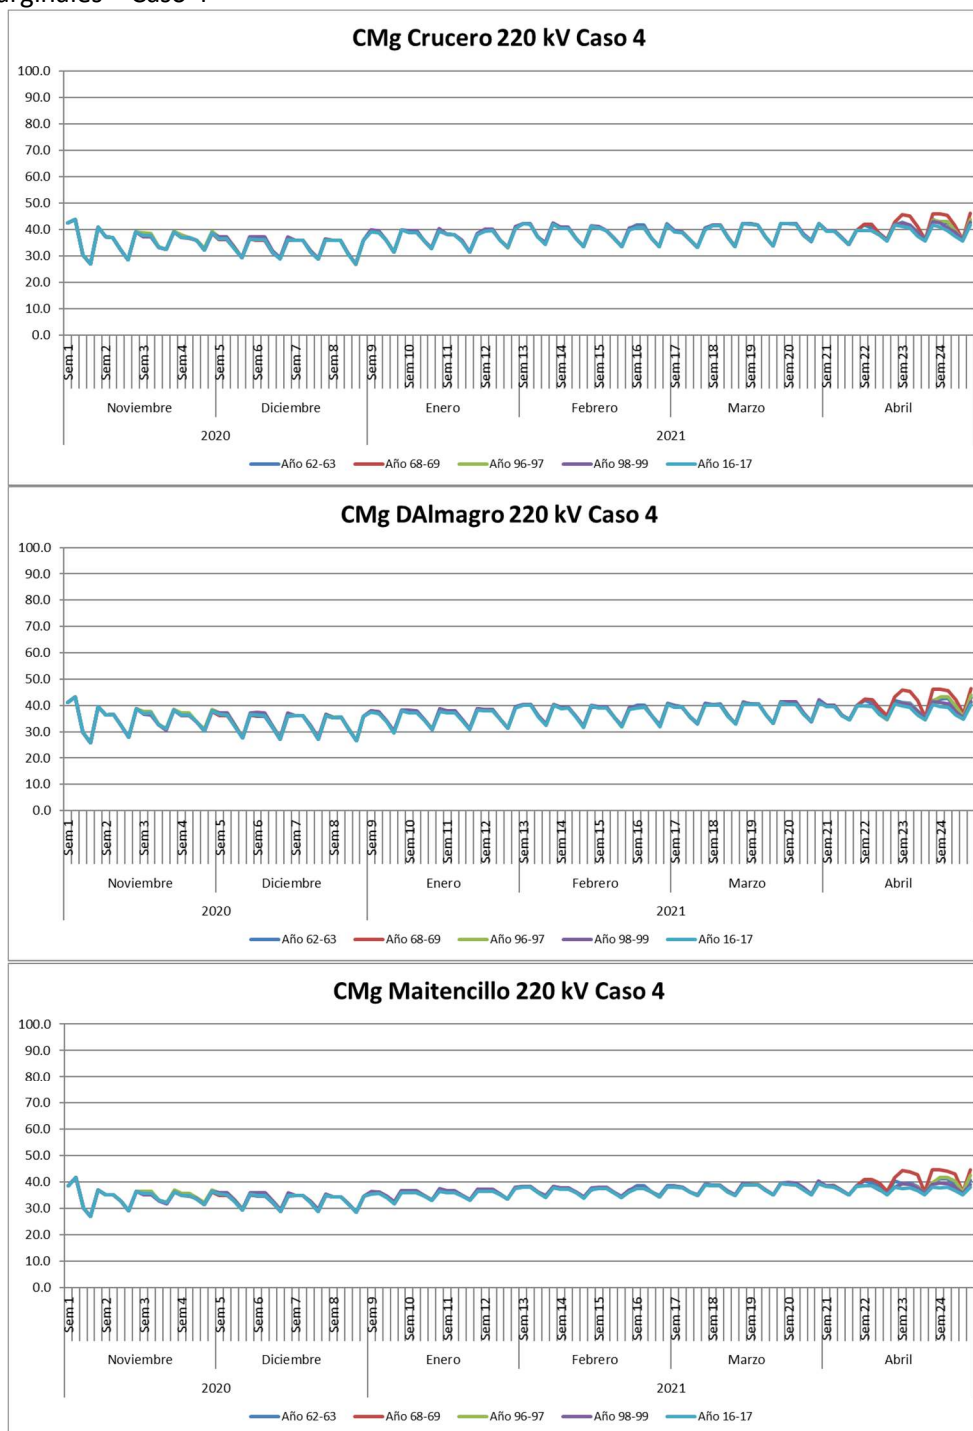 arginales – Caso 4
CMg Crucero 220 kV Caso 4
100.0
90.0
80.0
70.0
60.0
50.0
40.0
30.0
20.0
10.0
0.0
Sem 1 Sem 2 Sem 3 Sem 4 Sem 5 Sem 6 Sem 7 Sem 8 Sem 9 Sem 10 Sem 11 Sem 12 Sem 13 Sem 14 Sem 15 Sem 16 Sem 17 Sem 18 Sem 19 Sem 20 Sem 21 Sem 22 Sem 23 Sem 24
Noviembre Diciembre Enero Febrero Marzo Abril
2020 2021
Año 62-63 Año 68-69 Año 96-97 Año 98-99 Año 16-17
CMg DAlmagro 220 kV Caso 4
100.0
90.0
80.0
70.0
60.0
50.0
40.0
30.0
20.0
10.0
0.0
Sem 1 Sem 2 Sem 3 Sem 4 Sem 5 Sem 6 Sem 7 Sem 8 Sem 9 Sem 10 Sem 11 Sem 12 Sem 13 Sem 14 Sem 15 Sem 16 Sem 17 Sem 18 Sem 19 Sem 20 Sem 21 Sem 22 Sem 23 Sem 24
Noviembre Diciembre Enero Febrero Marzo Abril
2020 2021
Año 62-63 Año 68-69 Año 96-97 Año 98-99 Año 16-17
CMg Maitencillo 220 kV Caso 4
100.0
90.0
80.0
70.0
60.0
50.0
40.0
30.0
20.0
10.0
0.0
Sem 1 Sem 2 Sem 3 Sem 4 Sem 5 Sem 6 Sem 7 Sem 8 Sem 9 Sem 10 Sem 11 Sem 12 Sem 13 Sem 14 Sem 15 Sem 16 Sem 17 Sem 18 Sem 19 Sem 20 Sem 21 Sem 22 Sem 23 Sem 24
Noviembre Diciembre Enero Febrero Marzo Abril
2020 2021
Año 62-63 Año 68-69 Año 96-97 Año 98-99 Año 16-17